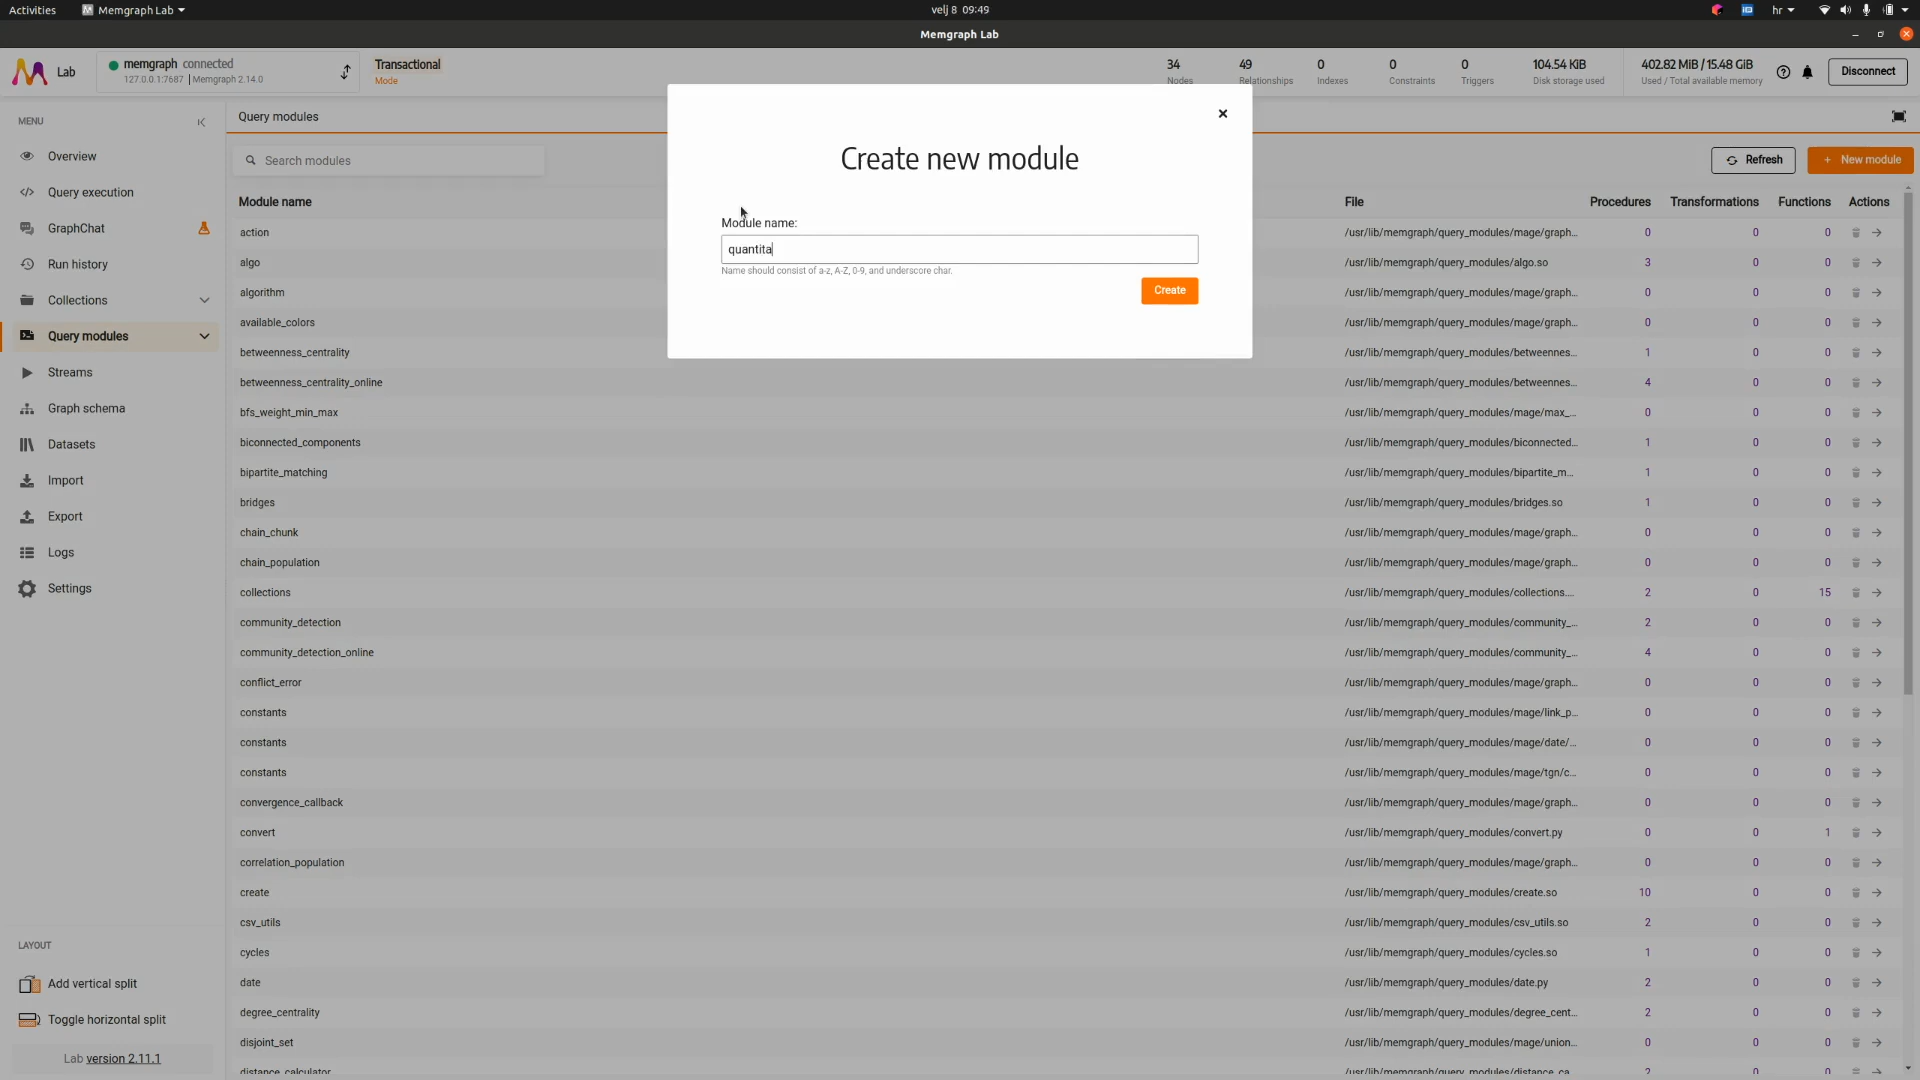 Activities
Memgraph Lab
velj 8 09:49
hr
Memgraph Lab
Lab
memgraph connected
127.0.0.1:7687 | Memgraph 2.14.0
Transactional
Mode
34
Nodes
49
Relationships
0
Indexes
0
Constraints
0
Triggers
104.54 KiB
Disk storage used
402.82 MiB / 15.48 GiB
Used / Total available memory
Disconnect
MENU
Overview
Query execution
GraphChat
Run history
Collections
Query modules
Streams
Graph schema
Datasets
Import
Export
Logs
Settings
LAYOUT
Add vertical split
Toggle horizontal split
Lab version 2.11.1
Query modules
Search modules
Refresh
+ New module
Create new module
Module name:
quantita
Name should consist of a-z, A-Z, 0-9, and underscore char.
Create
Module name File Procedures Transformations Functions Actions
action /usr/lib/memgraph/query_modules/mage/graph... 0 0 0
algo /usr/lib/memgraph/query_modules/algo.so 3 0 0
algorithm /usr/lib/memgraph/query_modules/mage/graph... 0 0 0
available_colors /usr/lib/memgraph/query_modules/mage/graph... 0 0 0
betweenness_centrality /usr/lib/memgraph/query_modules/betweennes... 1 0 0
betweenness_centrality_online /usr/lib/memgraph/query_modules/betweennes... 4 0 0
bfs_weight_min_max /usr/lib/memgraph/query_modules/mage/max_... 0 0 0
biconnected_components /usr/lib/memgraph/query_modules/biconnected... 1 0 0
bipartite_matching /usr/lib/memgraph/query_modules/bipartite_m... 1 0 0
bridges /usr/lib/memgraph/query_modules/bridges.so 1 0 0
chain_chunk /usr/lib/memgraph/query_modules/mage/graph... 0 0 0
chain_population /usr/lib/memgraph/query_modules/mage/graph... 0 0 0
collections /usr/lib/memgraph/query_modules/collections.... 2 0 15
community_detection /usr/lib/memgraph/query_modules/community_... 2 0 0
community_detection_online /usr/lib/memgraph/query_modules/community_... 4 0 0
conflict_error /usr/lib/memgraph/query_modules/mage/graph... 0 0 0
constants /usr/lib/memgraph/query_modules/mage/link_p... 0 0 0
constants /usr/lib/memgraph/query_modules/mage/date/... 0 0 0
constants /usr/lib/memgraph/query_modules/mage/tgn/c... 0 0 0
convergence_callback /usr/lib/memgraph/query_modules/mage/graph... 0 0 0
convert /usr/lib/memgraph/query_modules/convert.py 0 0 1
correlation_population /usr/lib/memgraph/query_modules/mage/graph... 0 0 0
create /usr/lib/memgraph/query_modules/create.so 10 0 0
csv_utils /usr/lib/memgraph/query_modules/csv_utils.so 2 0 0
cycles /usr/lib/memgraph/query_modules/cycles.so 1 0 0
date /usr/lib/memgraph/query_modules/date.py 2 0 0
degree_centrality /usr/lib/memgraph/query_modules/degree_cent... 2 0 0
disjoint_set /usr/lib/memgraph/query_modules/mage/union... 0 0 0
distance_calculator /usr/lib/memgraph/query_modules/distance_ca... 2 0 0